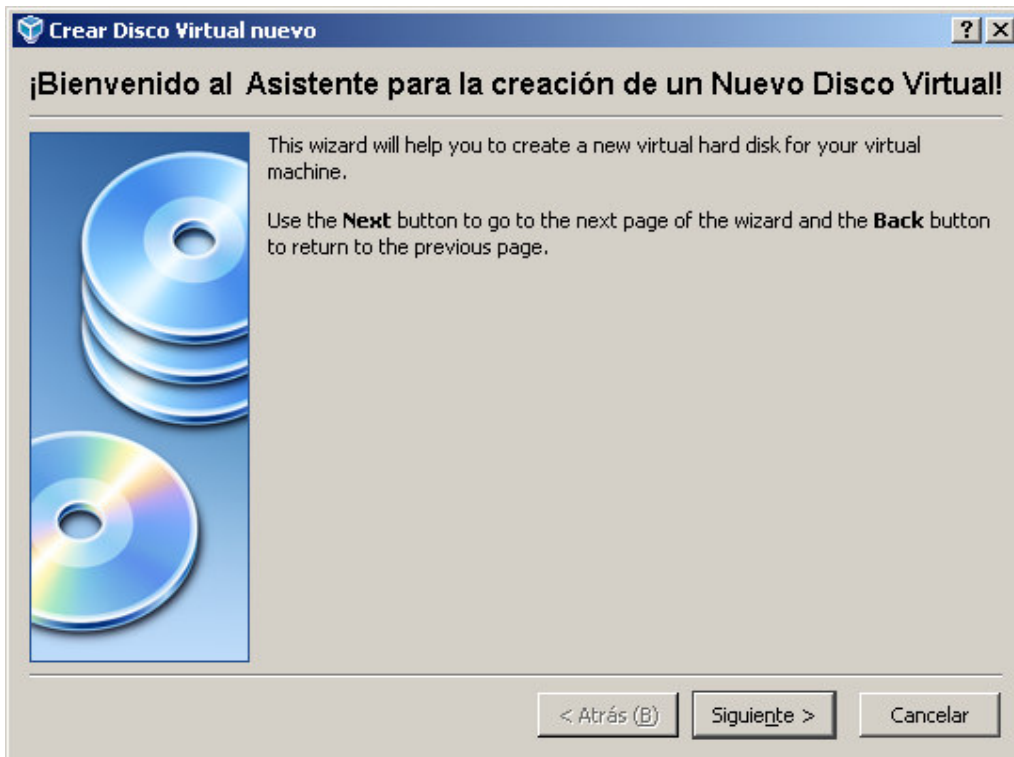 Crear Disco Virtual nuevo
¡Bienvenido al Asistente para la creación de un Nuevo Disco Virtual!
This wizard will help you to create a new virtual hard disk for your virtual
machine.
Use the Next button to go to the next page of the wizard and the Back button
to return to the previous page.
< Atrás (B)
Siguiente >
Cancelar